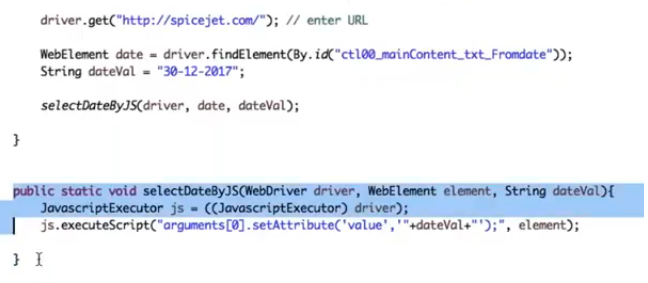 driver.get("http://spicejet.com/"); // enter URL
WebElement date = driver.findElement(By.id("ctl00_mainContent_txt_Fromdate"));
String dateVal = "30-12-2017";
selectDateByJS(driver, date, dateVal);
}
public static void selectDateByJS(WebDriver driver, WebElement element, String dateVal){
JavascriptExecutor js = ((JavascriptExecutor) driver);
js.executeScript("arguments[0].setAttribute('value','"+dateVal+"');", element);
}